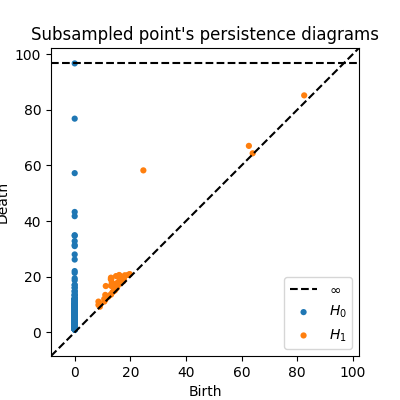 Subsampled point's persistence diagrams
100
80
60
40
20
0
Death
0 20 40 60 80 100
Birth
∞
H₀
H₁